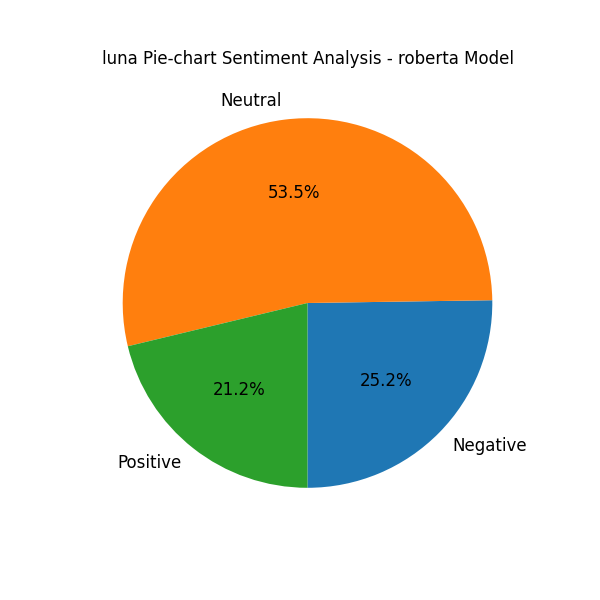 luna Pie-chart Sentiment Analysis - roberta Model
Neutral
53.5%
25.2%
21.2%
Negative
Positive